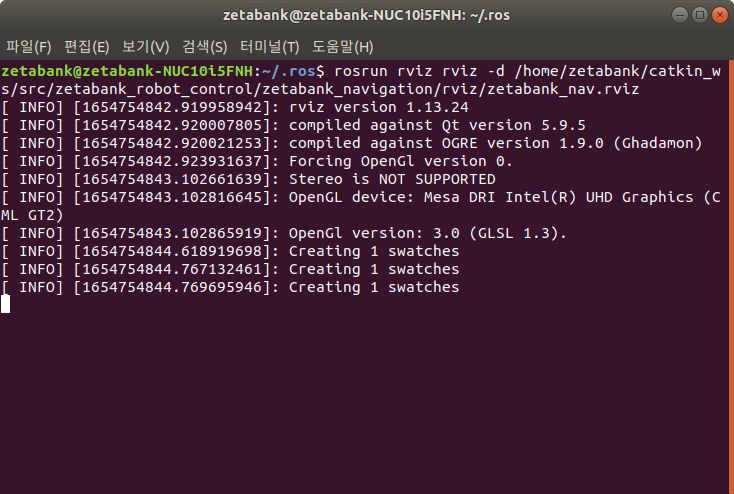 zetabank@zetabank-NUC10i5FNH: ~/.ros
파일(F) 편집(E) 보기(V) 검색(S) 터미널(T) 도움말(H)
zetabank@zetabank-NUC10i5FNH:~/.ros$ rosrun rviz rviz -d /home/zetabank/catkin_w
s/src/zetabank_robot_control/zetabank_navigation/rviz/zetabank_nav.rviz
[ INFO] [1654754842.919958942]: rviz version 1.13.24
[ INFO] [1654754842.920007805]: compiled against Qt version 5.9.5
[ INFO] [1654754842.920021253]: compiled against OGRE version 1.9.0 (Ghadamon)
[ INFO] [1654754842.923931637]: Forcing OpenGl version 0.
[ INFO] [1654754843.102661639]: Stereo is NOT SUPPORTED
[ INFO] [1654754843.102816645]: OpenGL device: Mesa DRI Intel(R) UHD Graphics (C
ML GT2)
[ INFO] [1654754843.102865919]: OpenGl version: 3.0 (GLSL 1.3).
[ INFO] [1654754844.618919698]: Creating 1 swatches
[ INFO] [1654754844.767132461]: Creating 1 swatches
[ INFO] [1654754844.769695946]: Creating 1 swatches